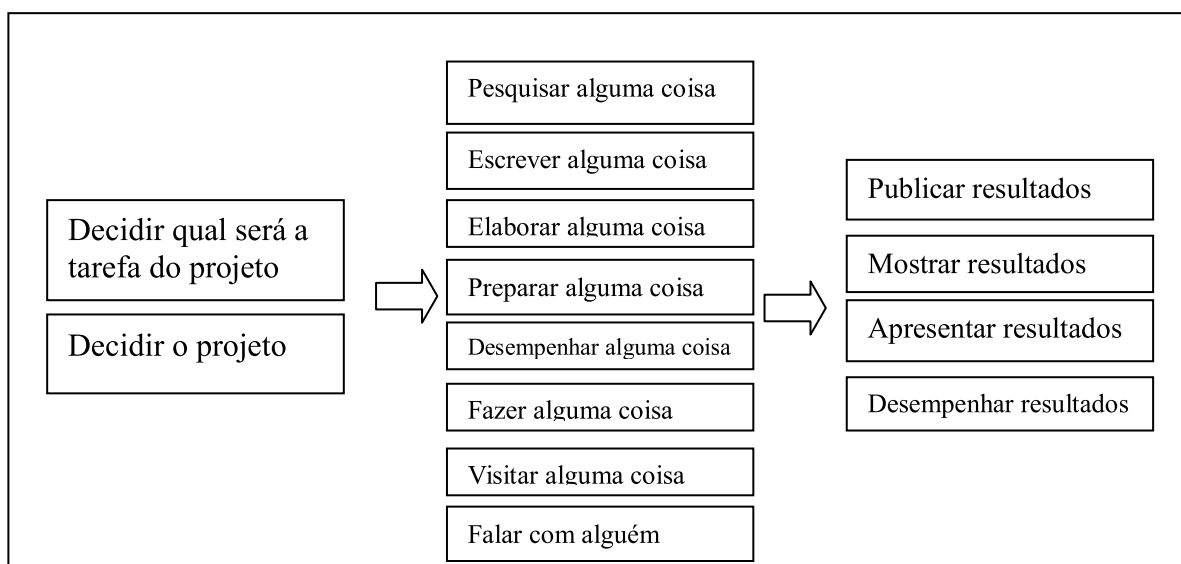 Decidir qual será a
tarefa do projeto
Decidir o projeto
Pesquisar alguma coisa
Escrever alguma coisa
Elaborar alguma coisa
Preparar alguma coisa
Desempenhar alguma coisa
Fazer alguma coisa
Visitar alguma coisa
Falar com alguém
Publicar resultados
Mostrar resultados
Apresentar resultados
Desempenhar resultados